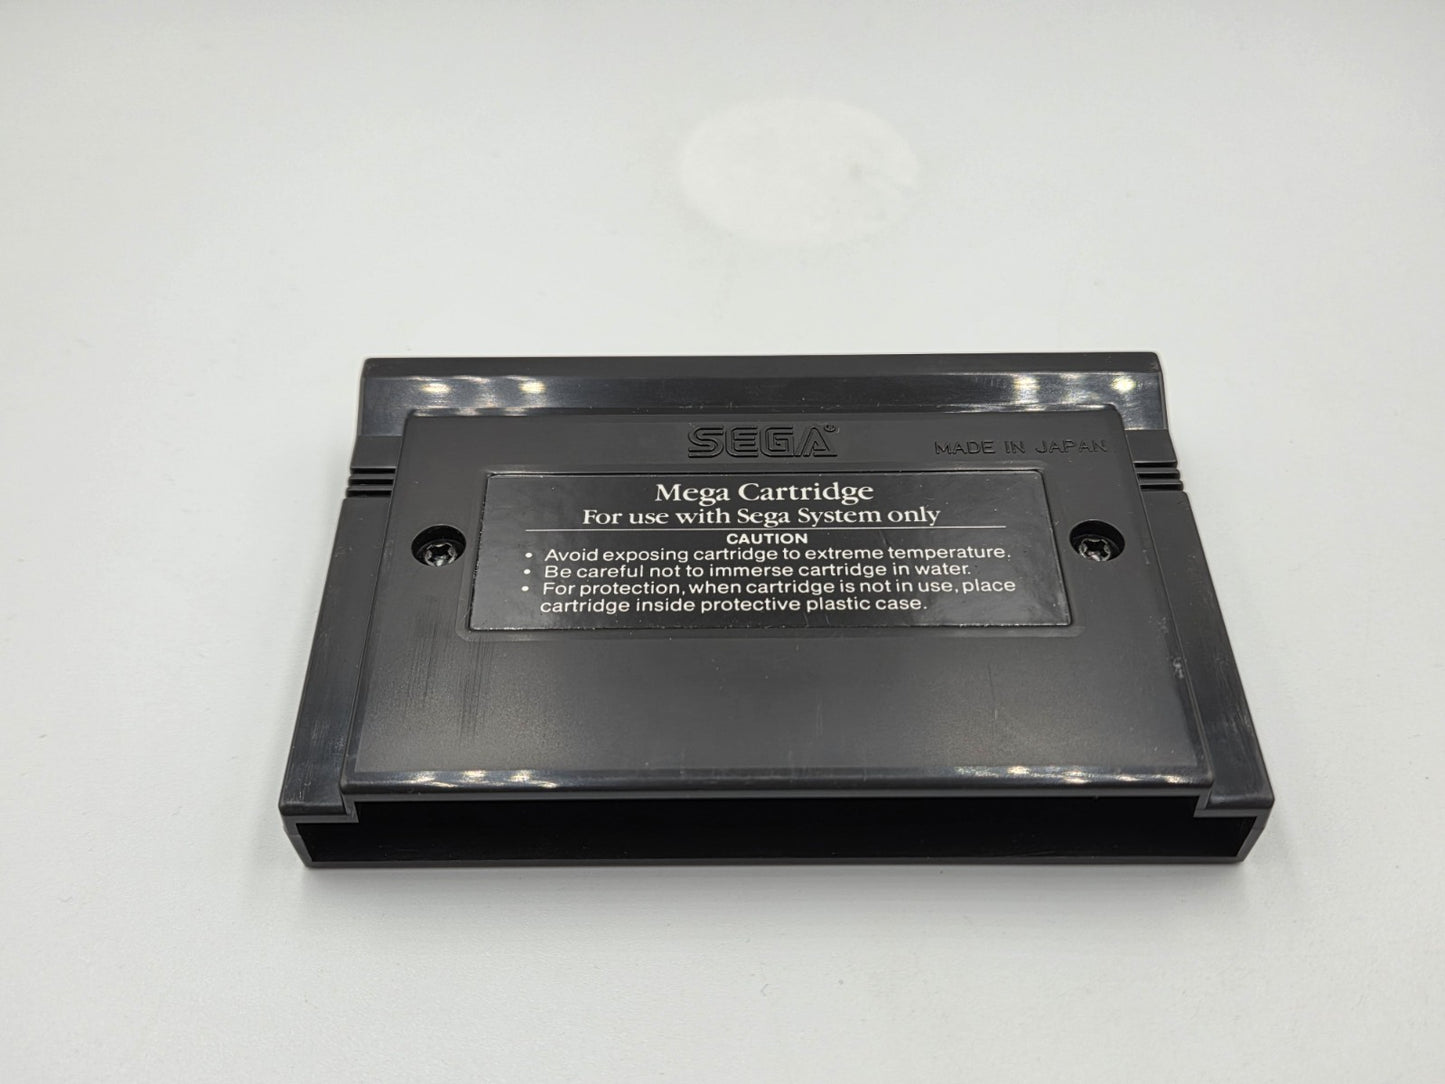 SEGA®
MADE IN JAPAN
Mega Cartridge
For use with Sega System only
CAUTION
• Avoid exposing cartridge to extreme temperature.
• Be careful not to immerse cartridge in water.
• For protection, when cartridge is not in use, place
cartridge inside protective plastic case.